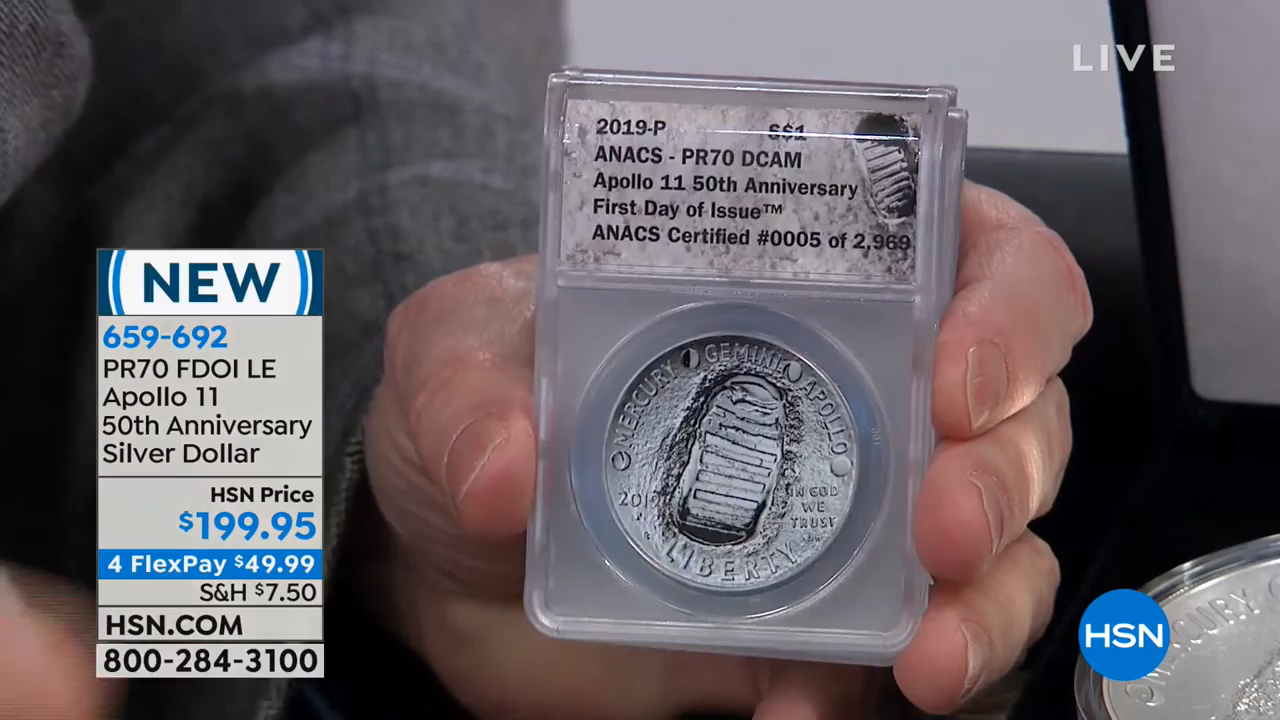 LIVE
2019-P S$1
ANACS - PR70 DCAM
Apollo 11 50th Anniversary
First Day of Issue™
ANACS Certified #0005 of 2,969
MERCURY GEMINI APOLLO
2019
IN GOD
WE
TRUST
LIBERTY
(NEW)
659-692
PR70 FDOI LE
Apollo 11
50th Anniversary
Silver Dollar
HSN Price
$199.95
4 FlexPay $49.99
S&H $7.50
HSN.COM
800-284-3100
HSN